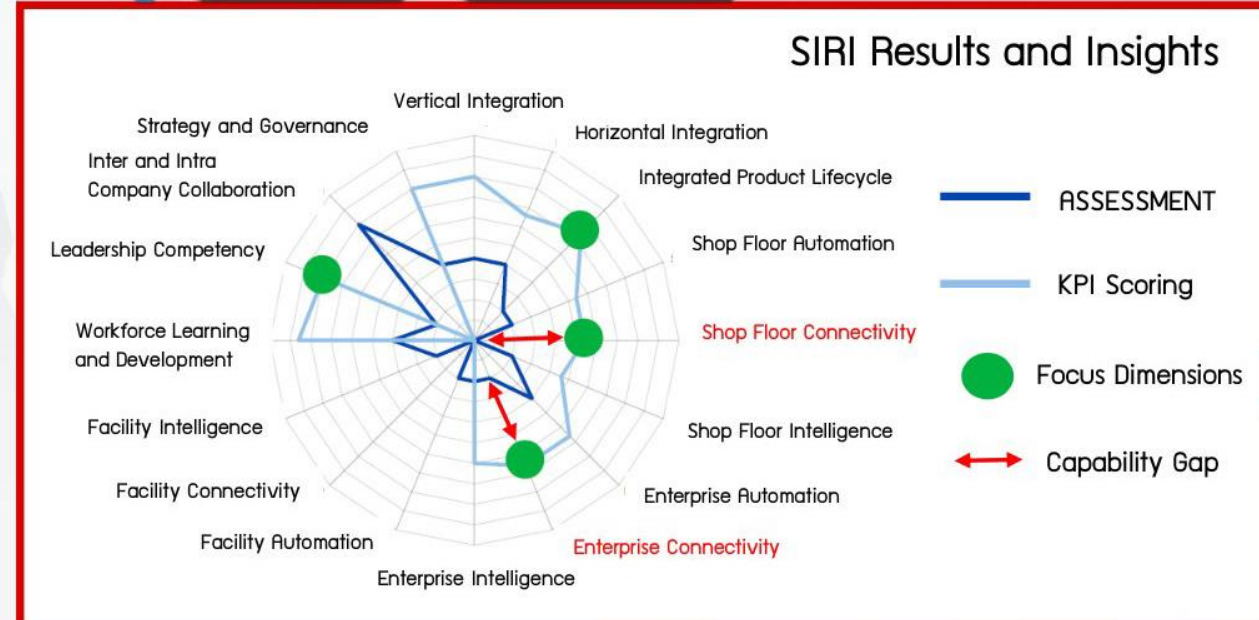 SIRI Results and Insights
Vertical Integration
Strategy and Governance
Horizontal Integration
Inter and Intra
Company Collaboration
Integrated Product Lifecycle
Leadership Competency
Shop Floor Automation
Workforce Learning
and Development
Shop Floor Connectivity
Facility Intelligence
Shop Floor Intelligence
Facility Connectivity
Enterprise Automation
Facility Automation
Enterprise Connectivity
Enterprise Intelligence
ASSESSMENT
KPI Scoring
Focus Dimensions
Capability Gap